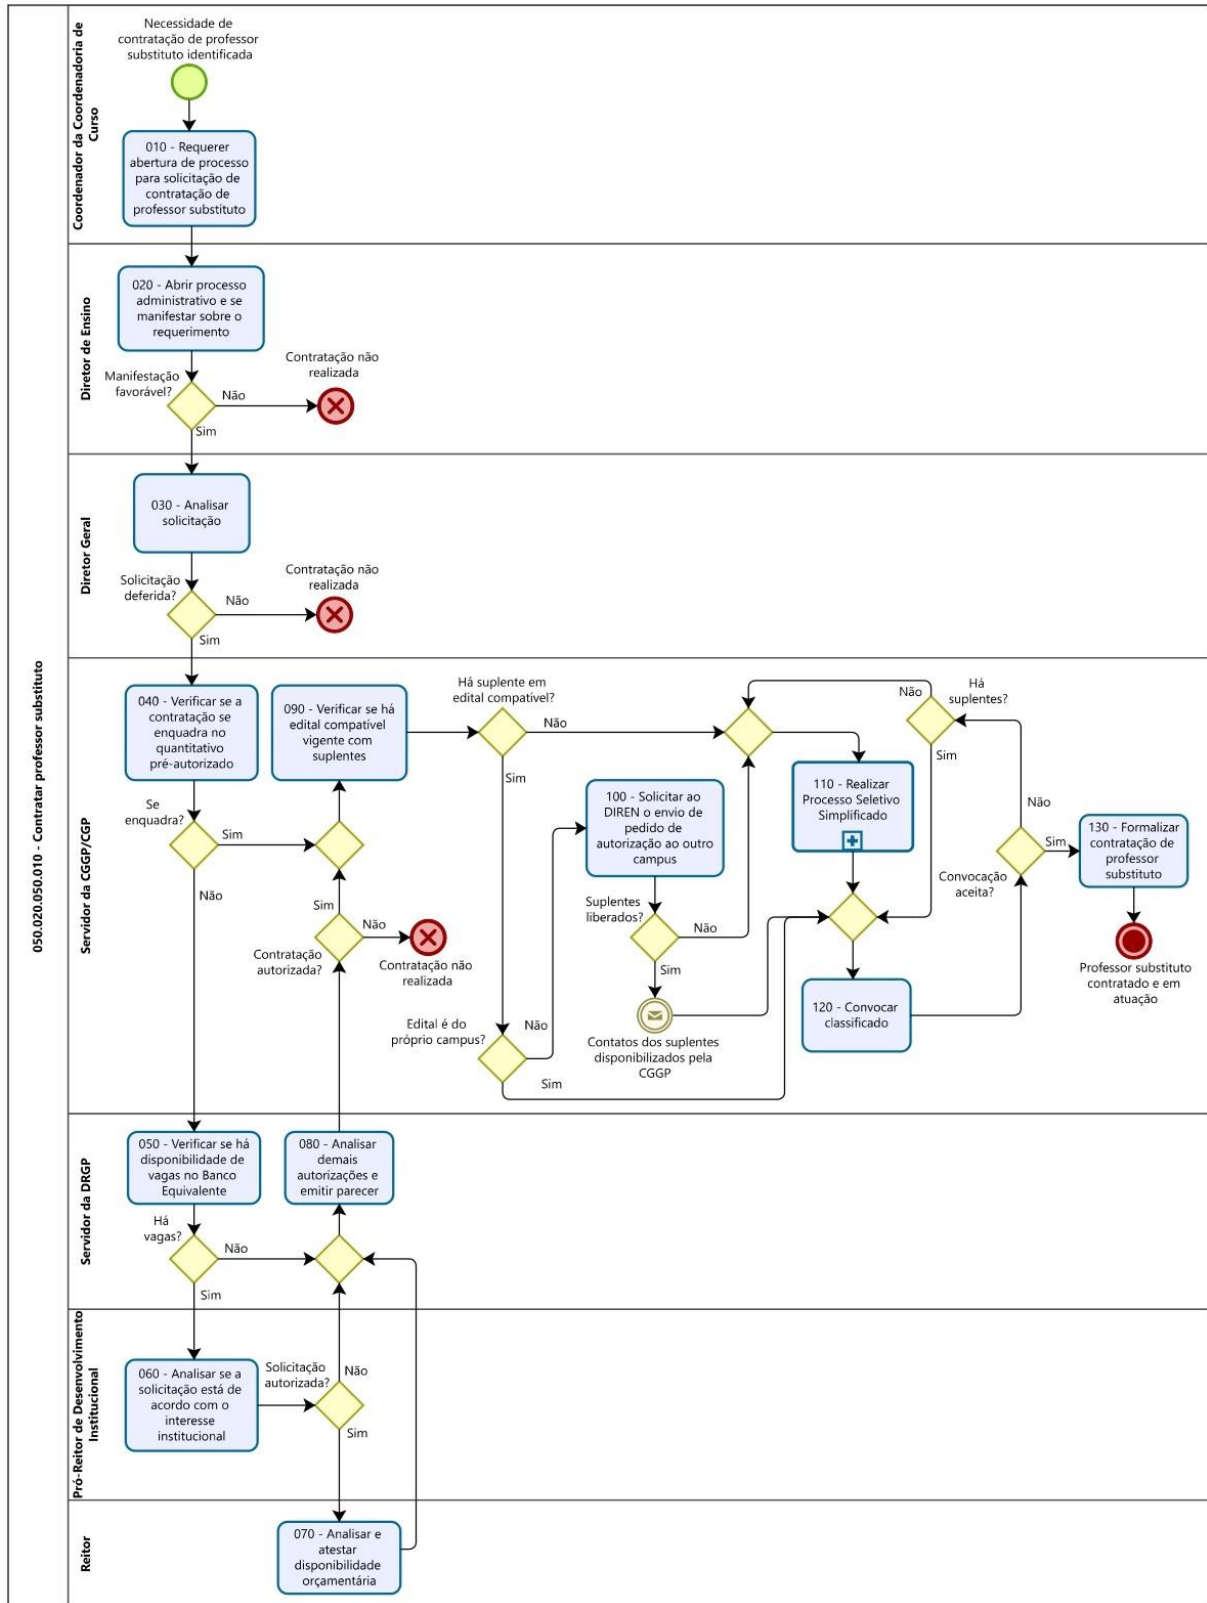 050.020.050.010 - Contratar professor substituto
Coordenador da Coordenadoria de
Curso
Necessidade de
contratação de professor
substituto identificada
010 - Requerer
abertura de processo
para solicitação de
contratação de
professor substituto
Diretor de Ensino
020 - Abrir processo
administrativo e se
manifestar sobre o
requerimento
Manifestação
favorável?
Não
Sim
Contratação não
realizada
Diretor Geral
030 - Analisar
solicitação
Solicitação
deferida?
Não
Sim
Contratação não
realizada
Servidor da CGGP/CGP
040 - Verificar se a
contratação se
enquadra no
quantitativo
pré-autorizado
Se
enquadra?
Sim
Não
090 - Verificar se há
edital compatível
vigente com
suplentes
Sim
Contratação
autorizada?
Não
Contratação não
realizada
Há suplente em
edital compatível?
Não
Sim
Edital é do
próprio campus?
Não
Sim
100 - Solicitar ao
DIREN o envio de
pedido de
autorização ao outro
campus
Suplentes
liberados?
Não
Sim
Contatos dos suplentes
disponibilizados pela
CGGP
110 - Realizar
Processo Seletivo
Simplificado
120 - Convocar
classificado
Há
suplentes?
Não
Sim
Convocação
aceita?
Não
Sim
130 - Formalizar
contratação de
professor
substituto
Professor substituto
contratado e em
atuação
Servidor da DRGP
050 - Verificar se há
disponibilidade de
vagas no Banco
Equivalente
Há
vagas?
Não
Sim
080 - Analisar
demais
autorizações e
emitir parecer
Pró-Reitor de Desenvolvimento
Institucional
060 - Analisar se a
solicitação está de
acordo com o
interesse
institucional
Solicitação
autorizada?
Não
Sim
Reitor
070 - Analisar e
atestar
disponibilidade
orçamentária